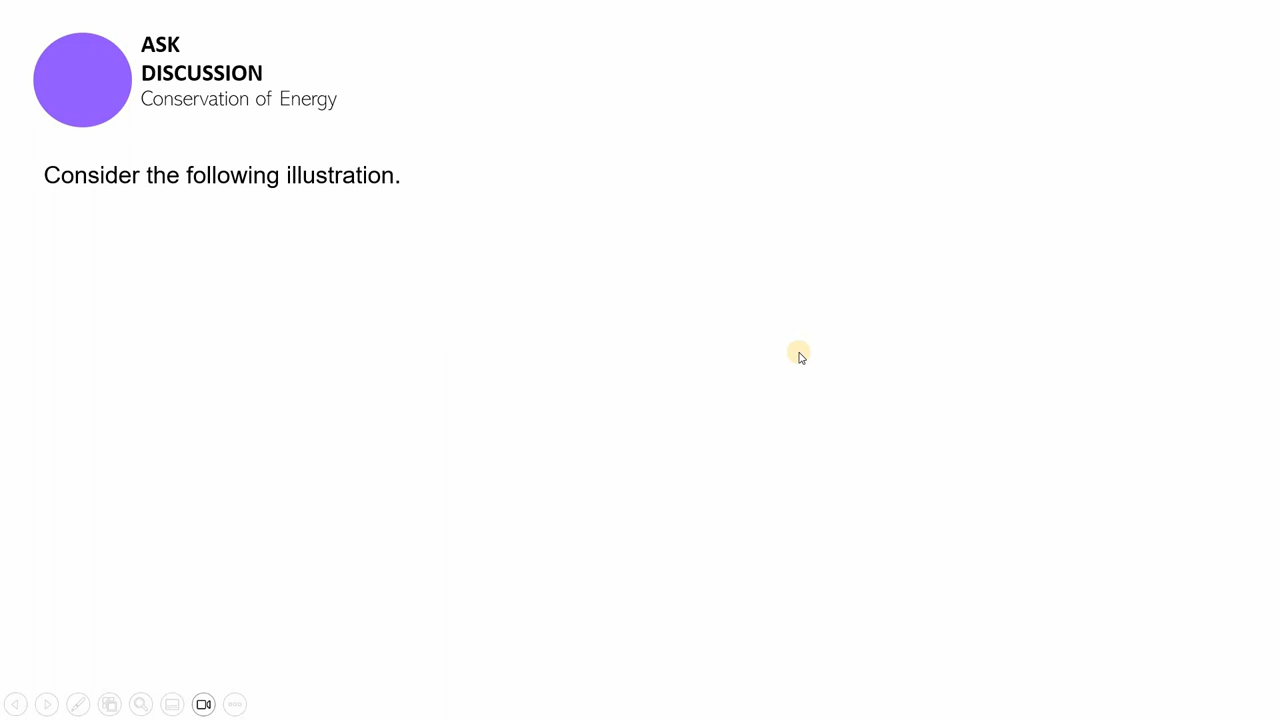 ASK
DISCUSSION
Conservation of Energy
Consider the following illustration.